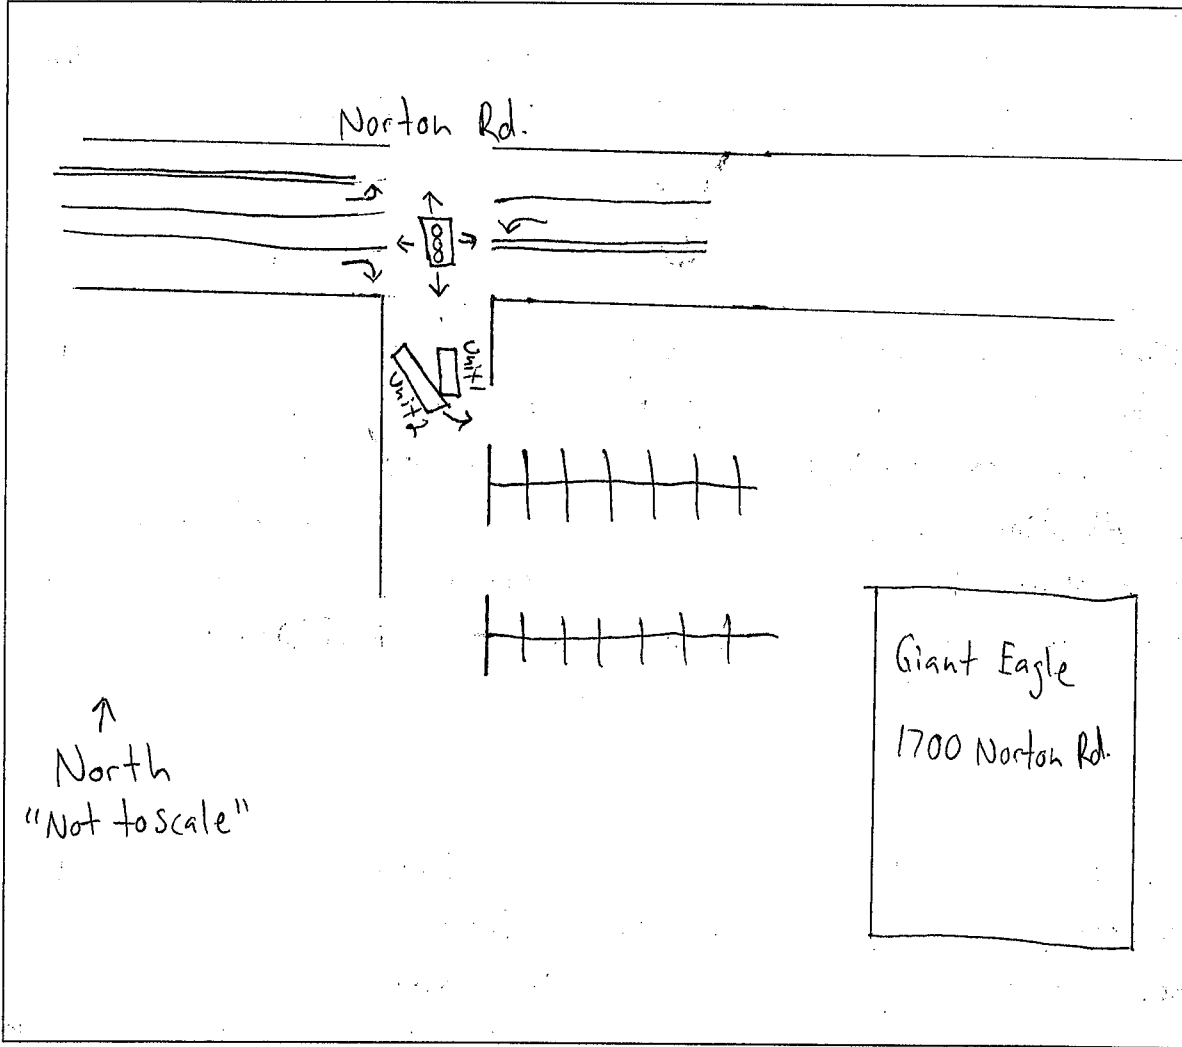 Norton Rd.
Unit 1
Unit 2
Giant Eagle
1700 Norton Rd.
North
"Not to scale"